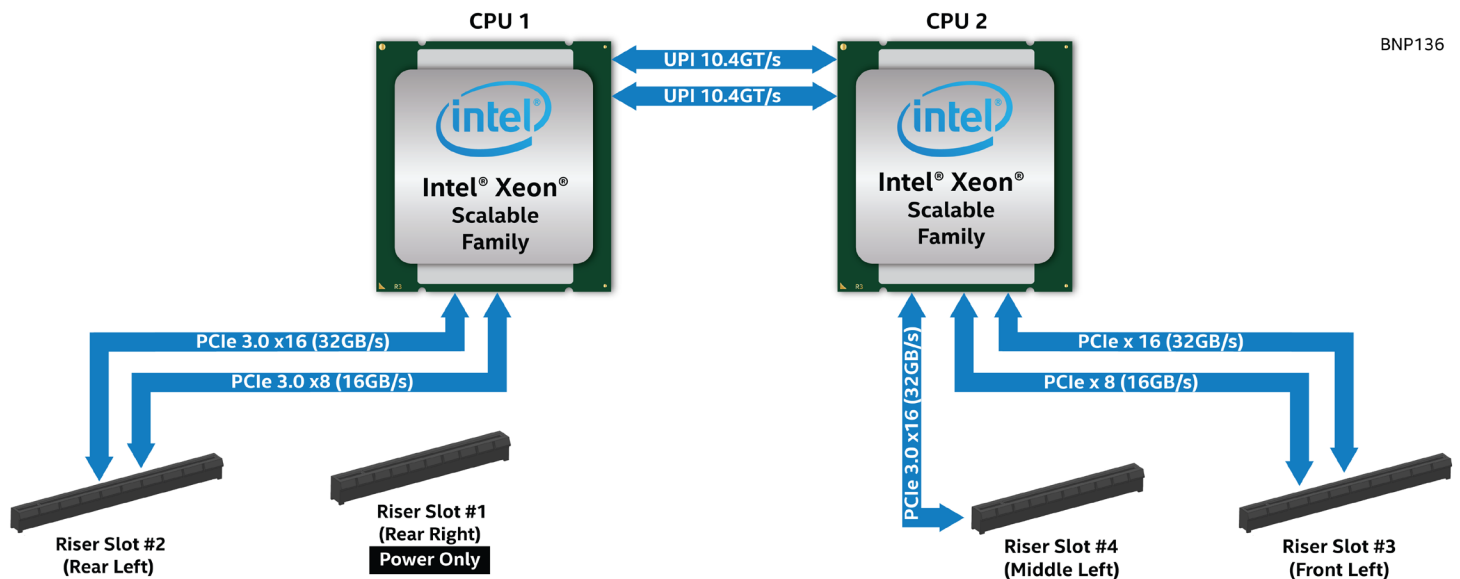 CPU 1
CPU 2
BNP136
UPI 10.4GT/s
UPI 10.4GT/s
intel®
Intel® Xeon®
Scalable
Family
R3
intel®
Intel® Xeon®
Scalable
Family
R3
PCIe 3.0 x16 (32GB/s)
PCIe 3.0 x8 (16GB/s)
PCIe 3.0 x16 (32GB/s)
PCIe x 16 (32GB/s)
PCIe x 8 (16GB/s)
Riser Slot #2
(Rear Left)
Riser Slot #1
(Rear Right)
Power Only
Riser Slot #4
(Middle Left)
Riser Slot #3
(Front Left)